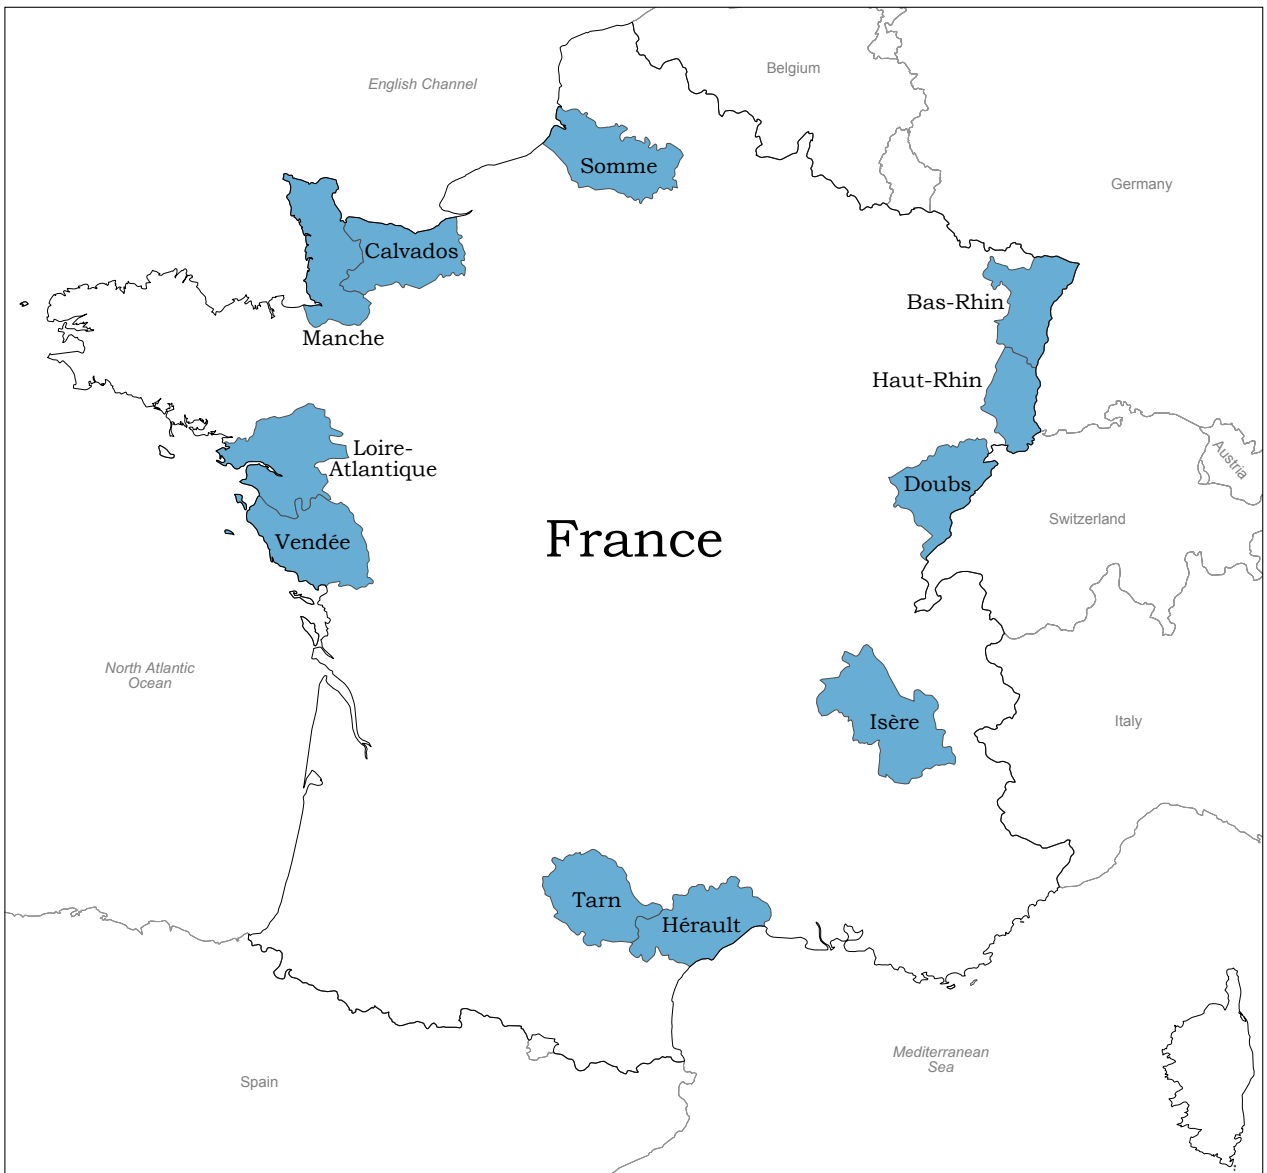 Belgium
English Channel
Somme
Germany
Calvados
Bas-Rhin
Manche
Haut-Rhin
Loire-
Atlantique
Austria
Doubs
Switzerland
Vendée
France
North Atlantic
Ocean
Isère
Italy
Tarn
Hérault
Mediterranean
Sea
Spain